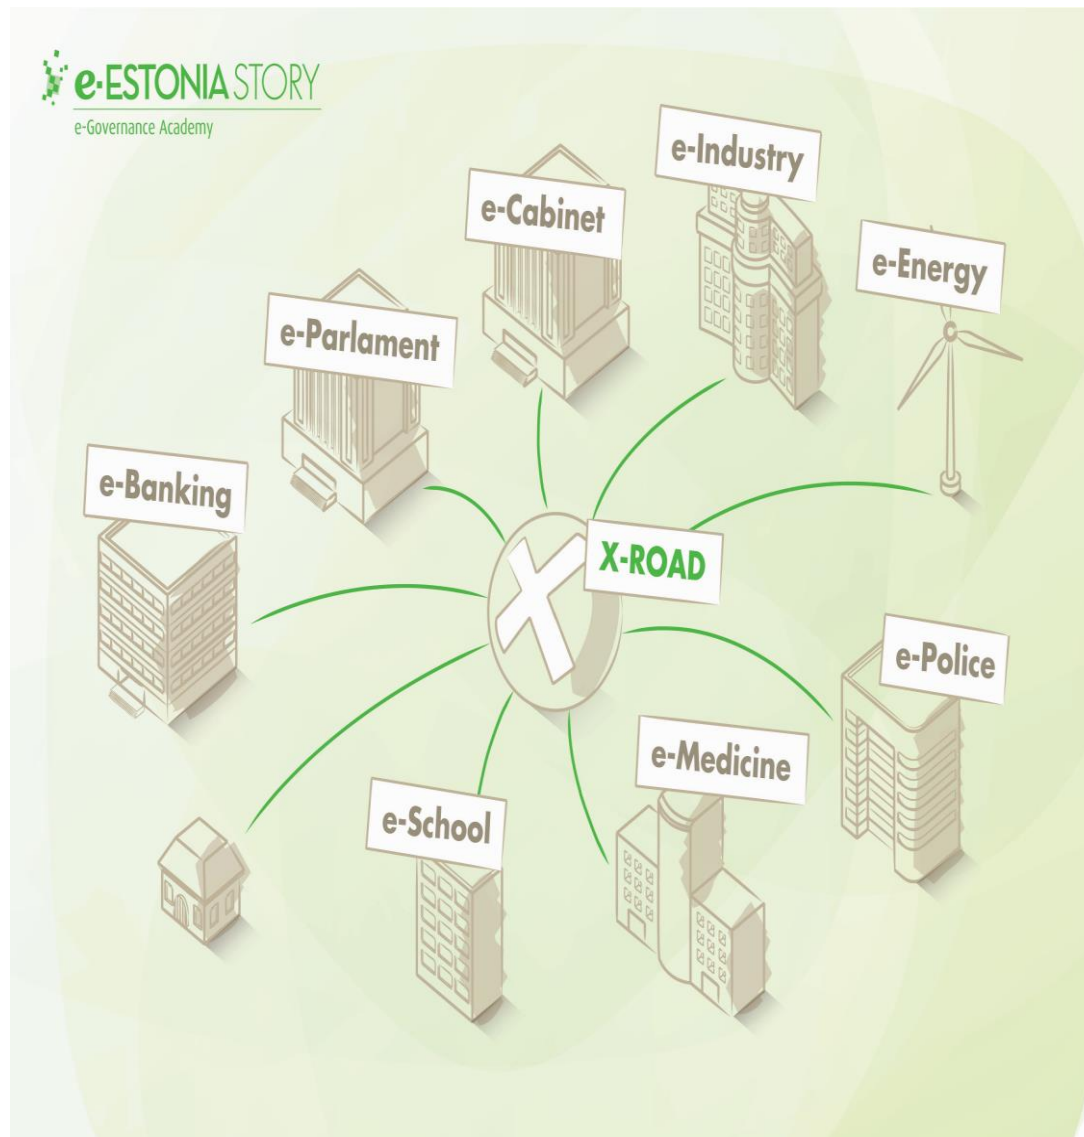 e-ESTONIA STORY
e-Governance Academy
e-Industry
e-Cabinet
e-Energy
e-Parlament
e-Banking
X-ROAD
e-Police
e-Medicine
e-School